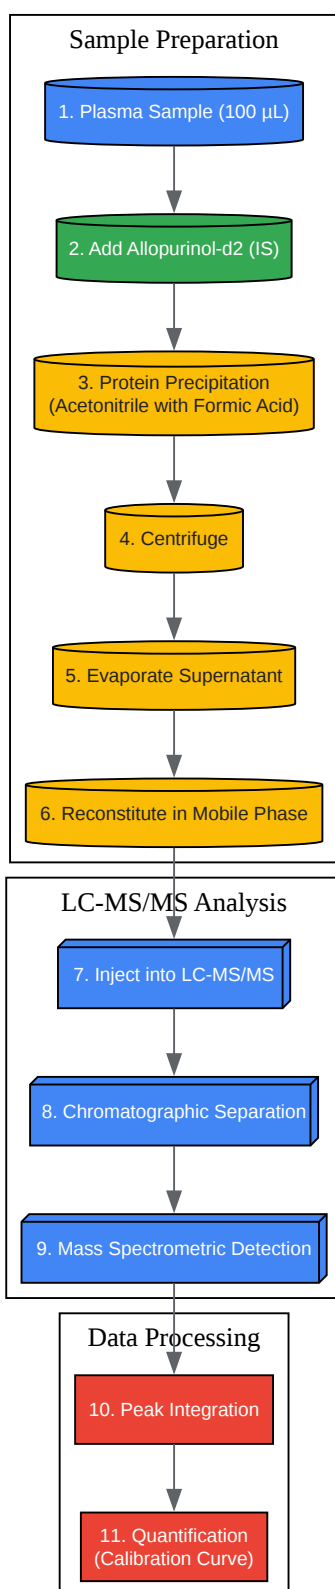 Sample Preparation
1. Plasma Sample (100 µL)
2. Add Allopurinol-d2 (IS)
3. Protein Precipitation
(Acetonitrile with Formic Acid)
4. Centrifuge
5. Evaporate Supernatant
6. Reconstitute in Mobile Phase
LC-MS/MS Analysis
7. Inject into LC-MS/MS
8. Chromatographic Separation
9. Mass Spectrometric Detection
Data Processing
10. Peak Integration
11. Quantification
(Calibration Curve)